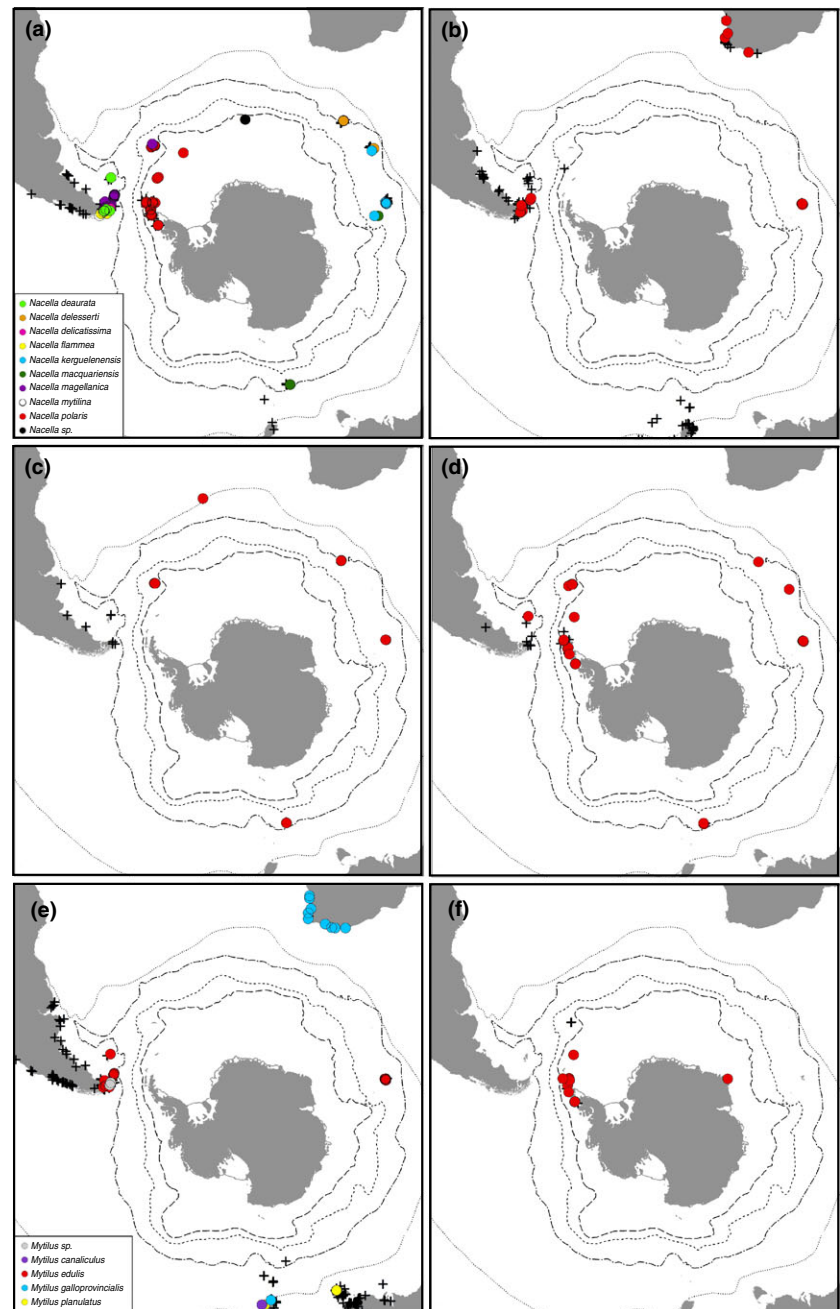 (a)
Nacella deaurata
Nacella delesserti
Nacella delicatissima
Nacella flammea
Nacella kerguelenensis
Nacella macquariensis
Nacella magellanica
Nacella mytilina
Nacella polaris
Nacella sp.
(b)
(c)
(d)
(e)
Mytilus sp.
Mytilus canaliculus
Mytilus edulis
Mytilus galloprovincialis
Mytilus planulatus
(f)